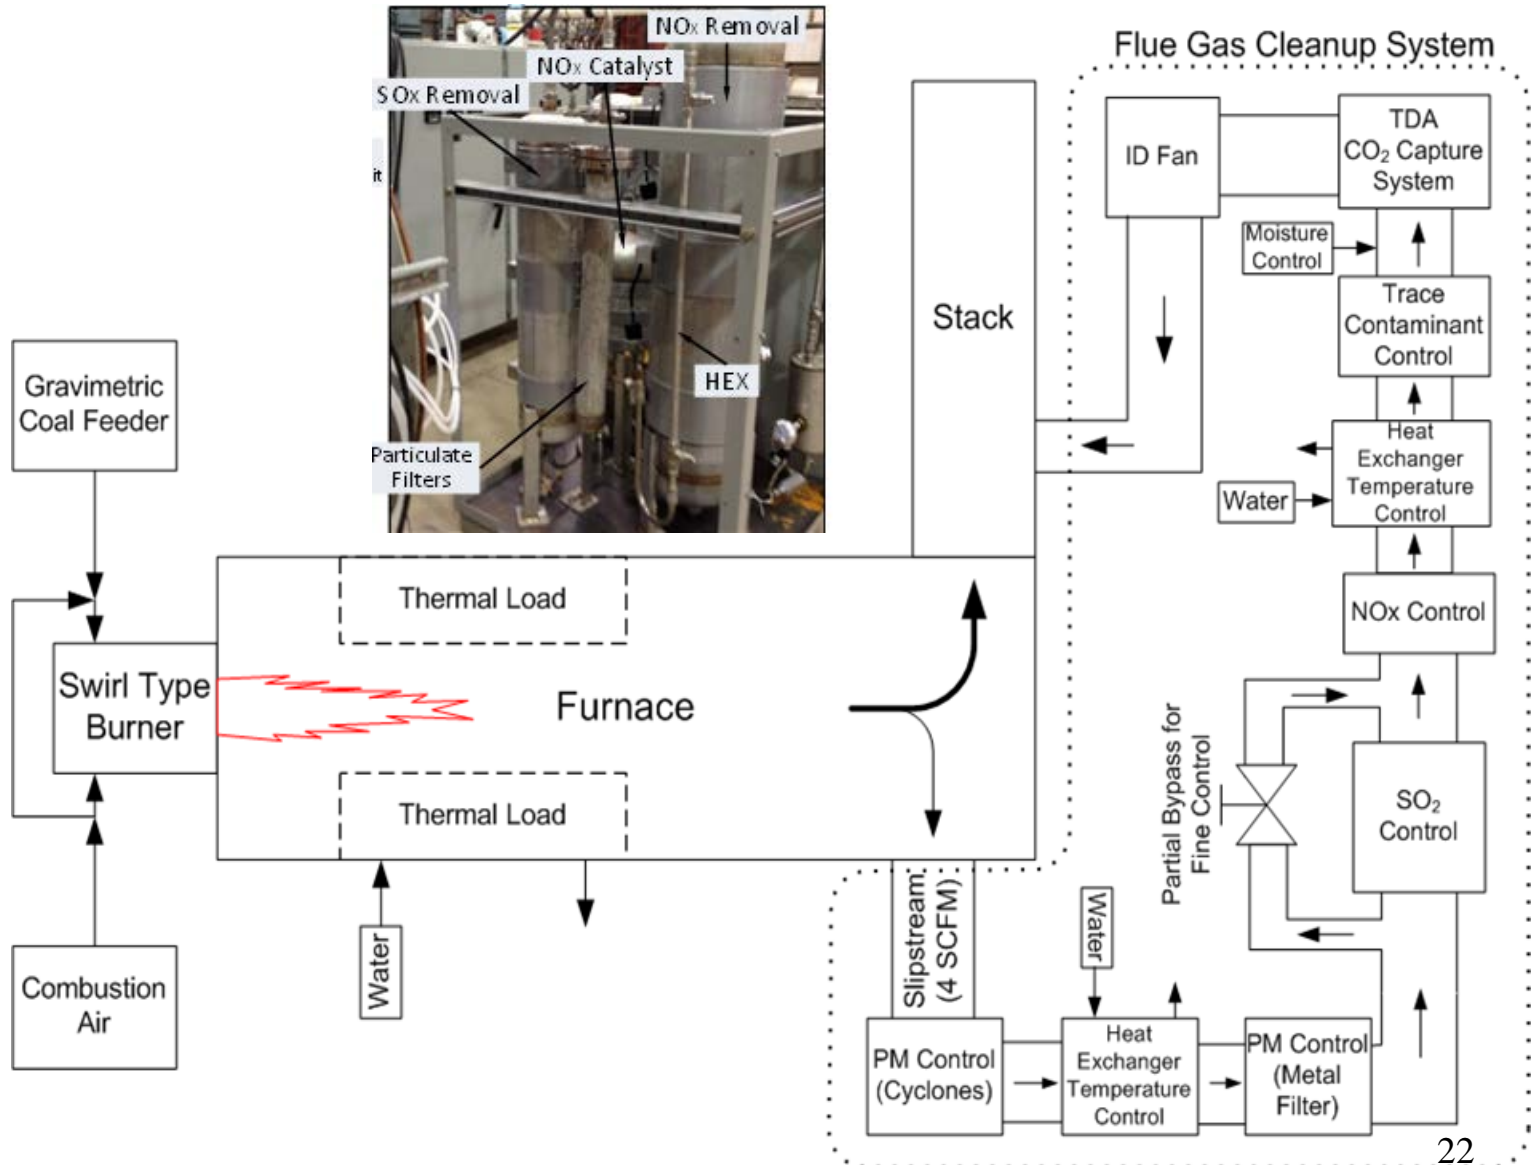 NOx Removal
NOx Catalyst
SOx Removal
it
HEX
Particulate
Filters
Flue Gas Cleanup System
ID Fan
TDA
CO₂ Capture
System
Moisture
Control
Trace
Contaminant
Control
Heat
Exchanger
Temperature
Control
Water
NOx Control
Partial Bypass for
Fine Control
SO₂
Control
Stack
Gravimetric
Coal Feeder
Thermal Load
Swirl Type
Burner
Furnace
Thermal Load
Combustion
Air
Water
Slipstream
(4 SCFM)
Water
PM Control
(Cyclones)
Heat
Exchanger
Temperature
Control
PM Control
(Metal
Filter)
22